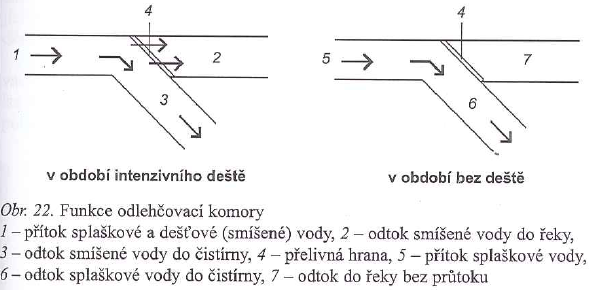 4
1
2
3
4
5
7
6
v období intenzivního deště
v období bez deště
Obr. 22. Funkce odlehčovací komory
1 – přítok splaškové a dešťové (smíšené) vody, 2 – odtok smíšené vody do řeky,
3 – odtok smíšené vody do čistírny, 4 – přelivná hrana, 5 – přítok splaškové vody,
6 – odtok splaškové vody do čistírny, 7 – odtok do řeky bez průtoku